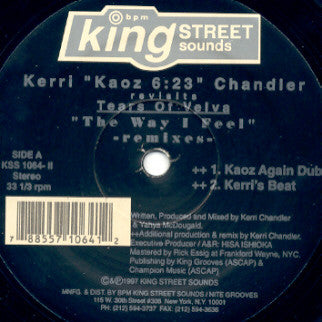 bpm
king STREET
sounds
Kerri "Kaoz 6:23" Chandler
revisits
Tears Of Velva
"The Way I Feel"
-remixes-
SIDE A
KSS 1064- II
Stereo
33 1/3 rpm
++ 1. Kaoz Again Dub
++ 2. Kerri's Beat
Written, Produced and Mixed by Kerri Chandler
& Yahya McDougald.
++Additional production & remix by Kerri Chandler.
Executive Producer / A&R: HISA ISHIOKA
Mastered by Rick Essig at Frankford Wayne, NYC.
Publishing by King Grooves (ASCAP) &
Champion Music (ASCAP)
7 88557 10641 2
©&℗1997 KING STREET SOUNDS
MNFG. & DIST. BY BPM KING STREET SOUNDS / NITE GROOVES
115 W. 30th Street #306 New York, N.Y. 10001
PH: (212) 594-3737 FAX: (212) 594-3636